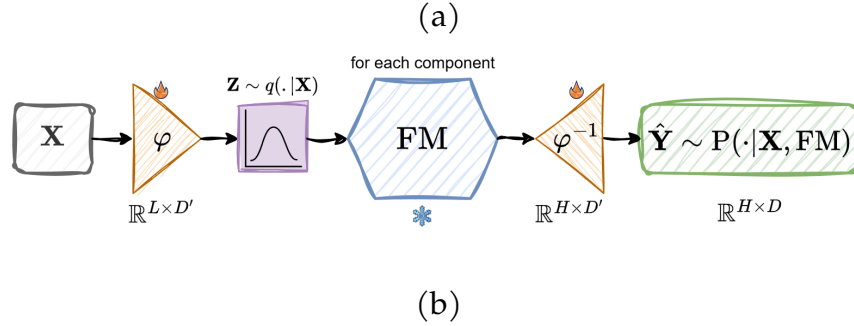 (a)
for each component
𝐙 ∼ q(.|𝐗)
𝐗
φ
FM
φ⁻¹
𝐘̂ ∼ P(·|𝐗, FM)
ℝ^{L×D′}
ℝ^{H×D′}
ℝ^{H×D}
(b)